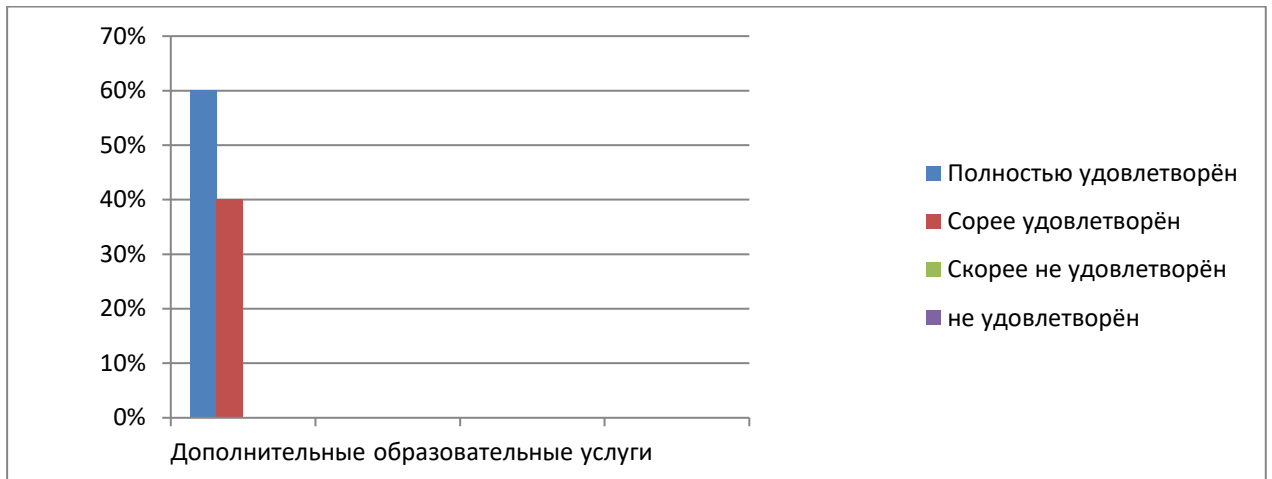 70%
60%
50%
40%
30%
20%
10%
0%
Дополнительные образовательные услуги
Полностью удовлетворён
Сорее удовлетворён
Скорее не удовлетворён
не удовлетворён